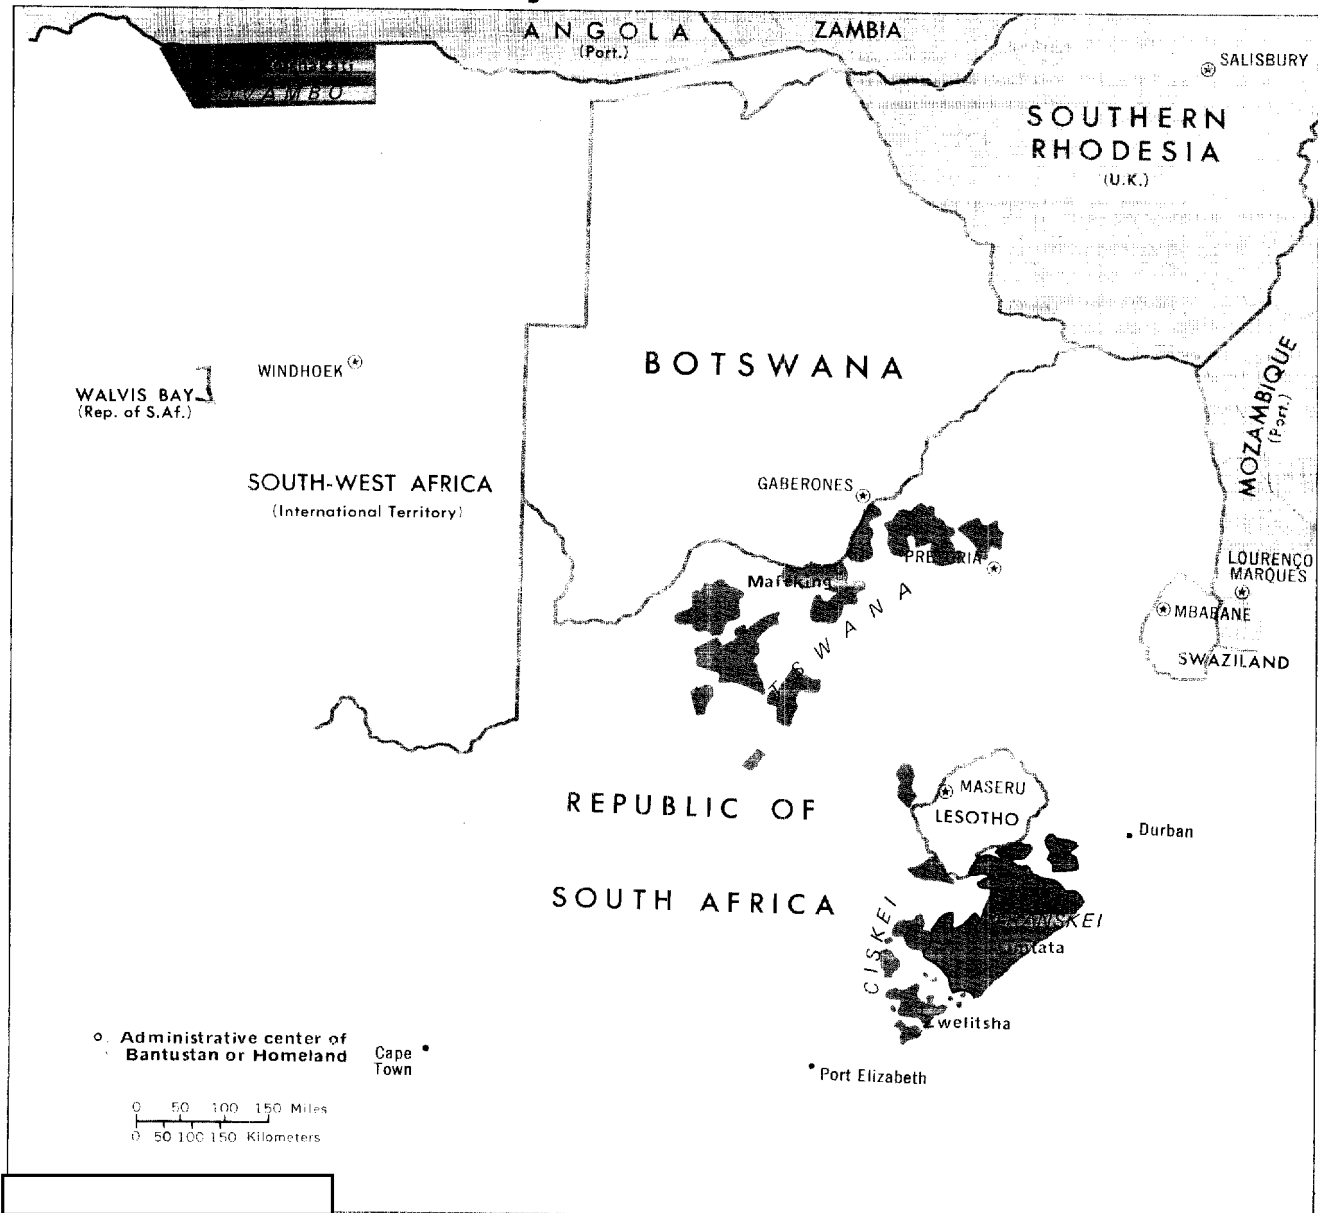 ANGOLA
(Port.)
ZAMBIA
SALISBURY
SOUTHERN
RHODESIA
(U.K.)
WALVIS BAY
(Rep. of S.Af.)
WINDHOEK
BOTSWANA
MOZAMBIQUE
(Port.)
SOUTH-WEST AFRICA
(International Territory)
GABERONES
PRETORIA
Mafeking
TSWANA
LOURENÇO
MARQUES
MBABANE
SWAZILAND
REPUBLIC OF
SOUTH AFRICA
MASERU
LESOTHO
Durban
CISKEI
Zwelitsha
Administrative center of
Bantustan or Homeland
Cape
Town
Port Elizabeth
0 50 100 150 Miles
0 50 100 150 Kilometers